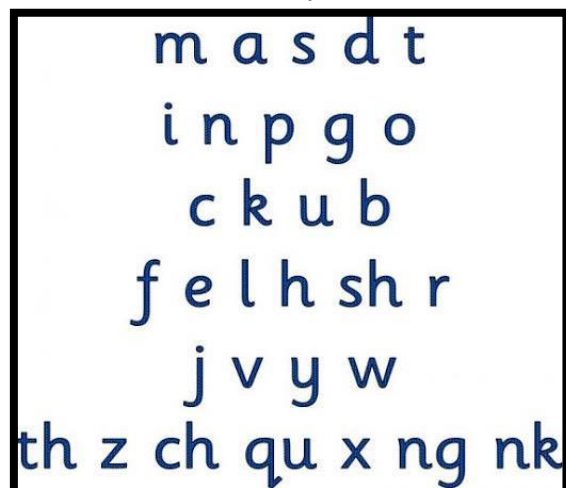 m a s d t
i n p g o
c k u b
f e l h sh r
j v y w
th z ch qu x ng nk